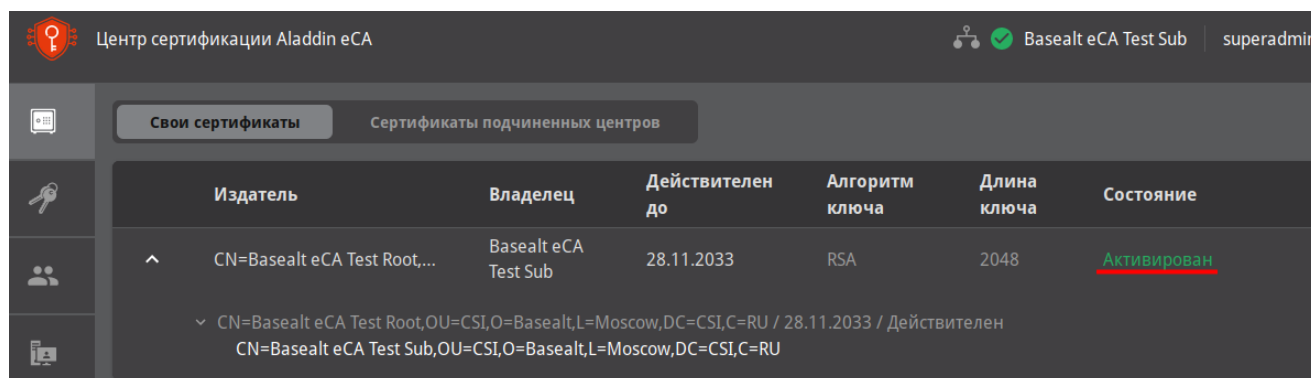 Центр сертификации Aladdin eCA
Basealt eCA Test Sub
superadmin
Свои сертификаты
Сертификаты подчиненных центров
Издатель
Владелец
Действителен до
Алгоритм ключа
Длина ключа
Состояние
CN=Basealt eCA Test Root,...
Basealt eCA
Test Sub
28.11.2033
RSA
2048
Активирован
CN=Basealt eCA Test Root,OU=CSI,O=Basealt,L=Moscow,DC=CSI,C=RU / 28.11.2033 / Действителен
CN=Basealt eCA Test Sub,OU=CSI,O=Basealt,L=Moscow,DC=CSI,C=RU